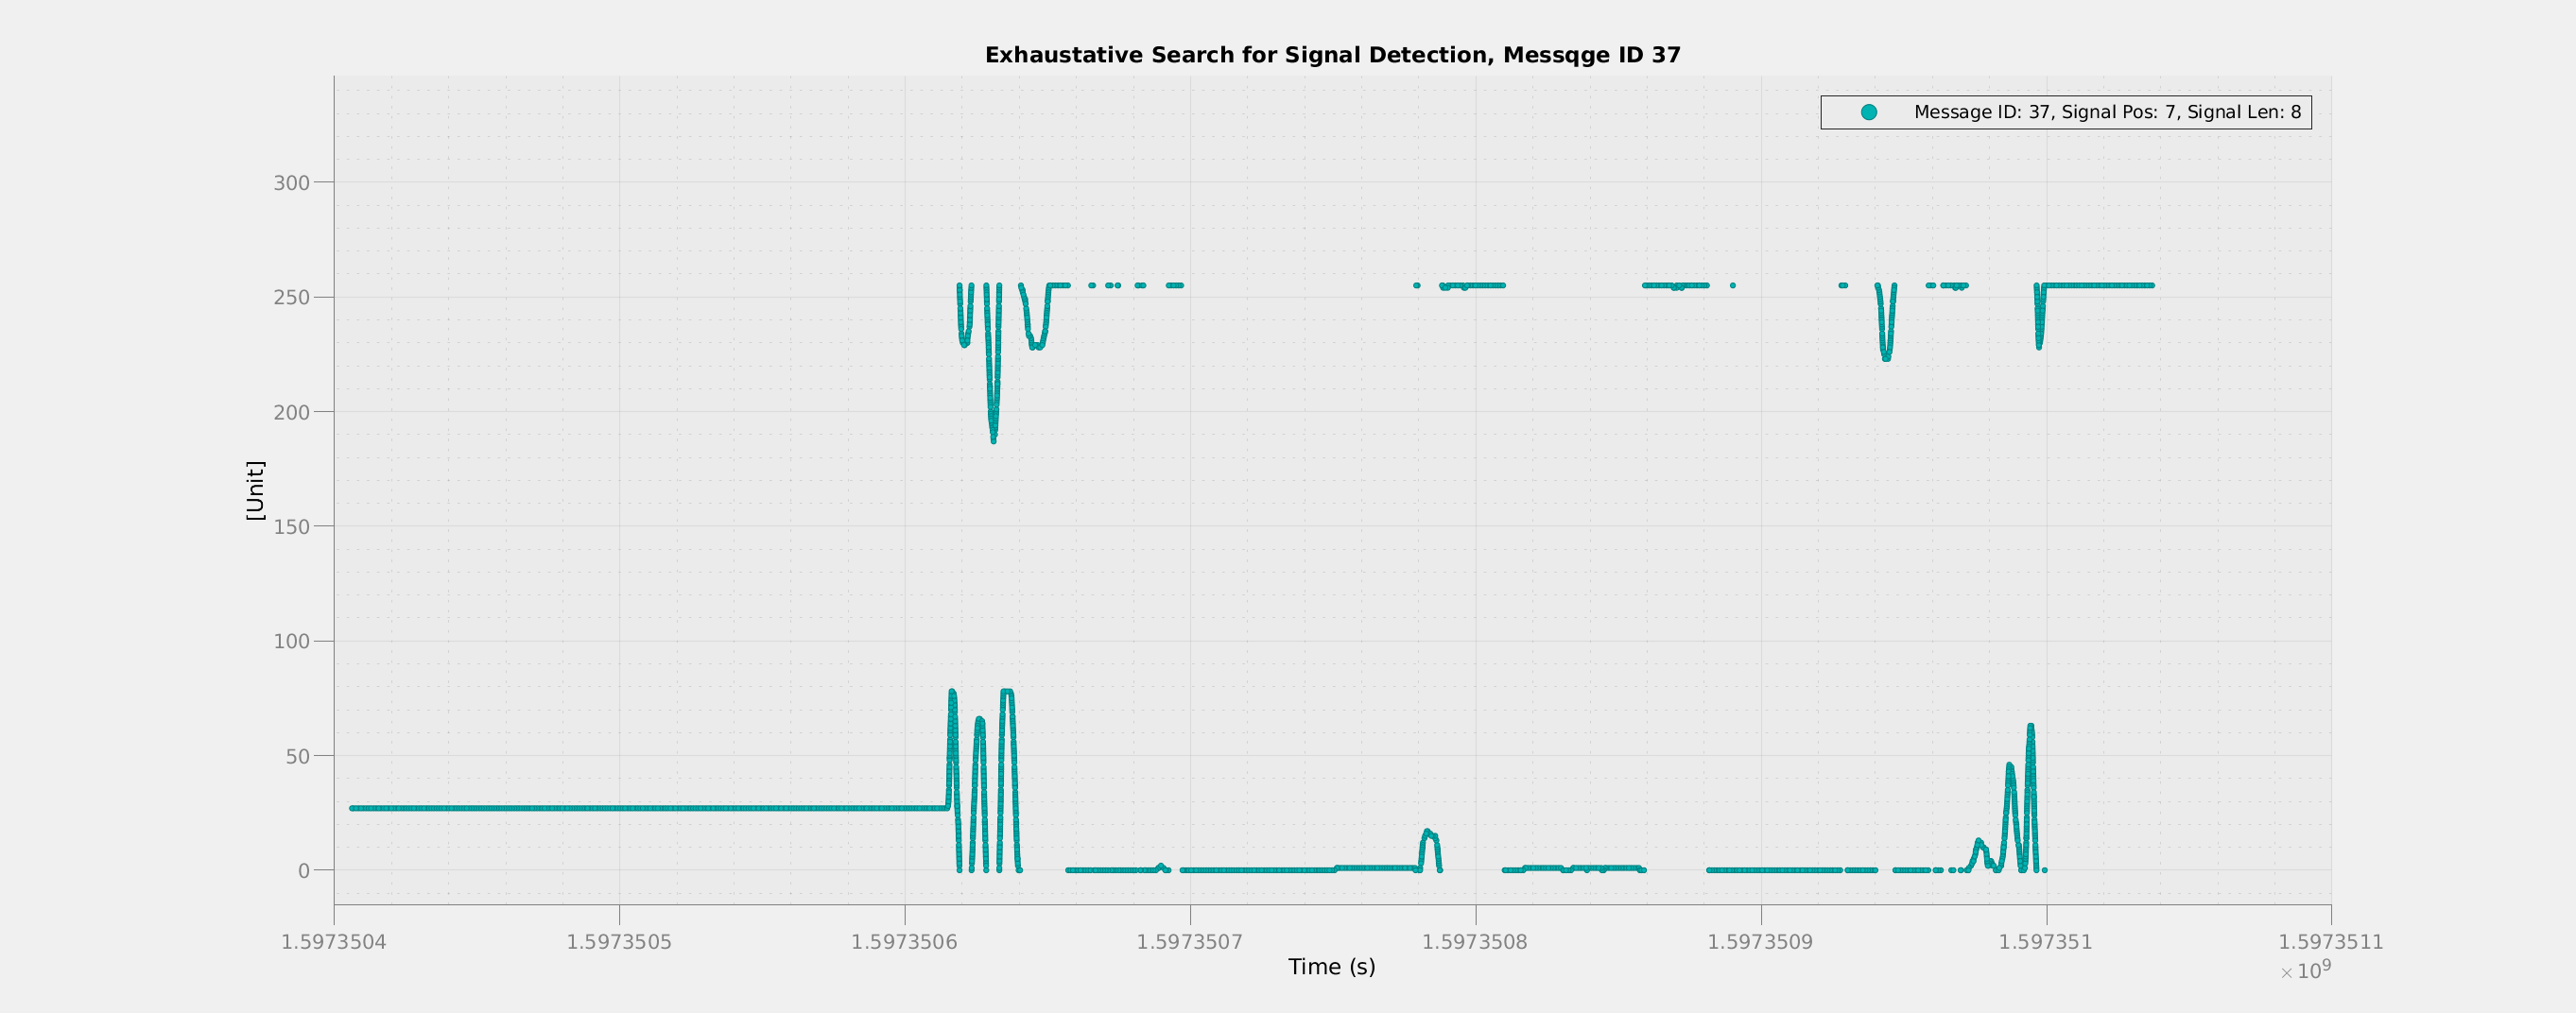 Exhaustative Search for Signal Detection, Messqge ID 37
Message ID: 37, Signal Pos: 7, Signal Len: 8
300
250
200
150
100
50
0
[Unit]
1.5973504 1.5973505 1.5973506 1.5973507 1.5973508 1.5973509 1.597351 1.5973511
Time (s)
× 10⁹